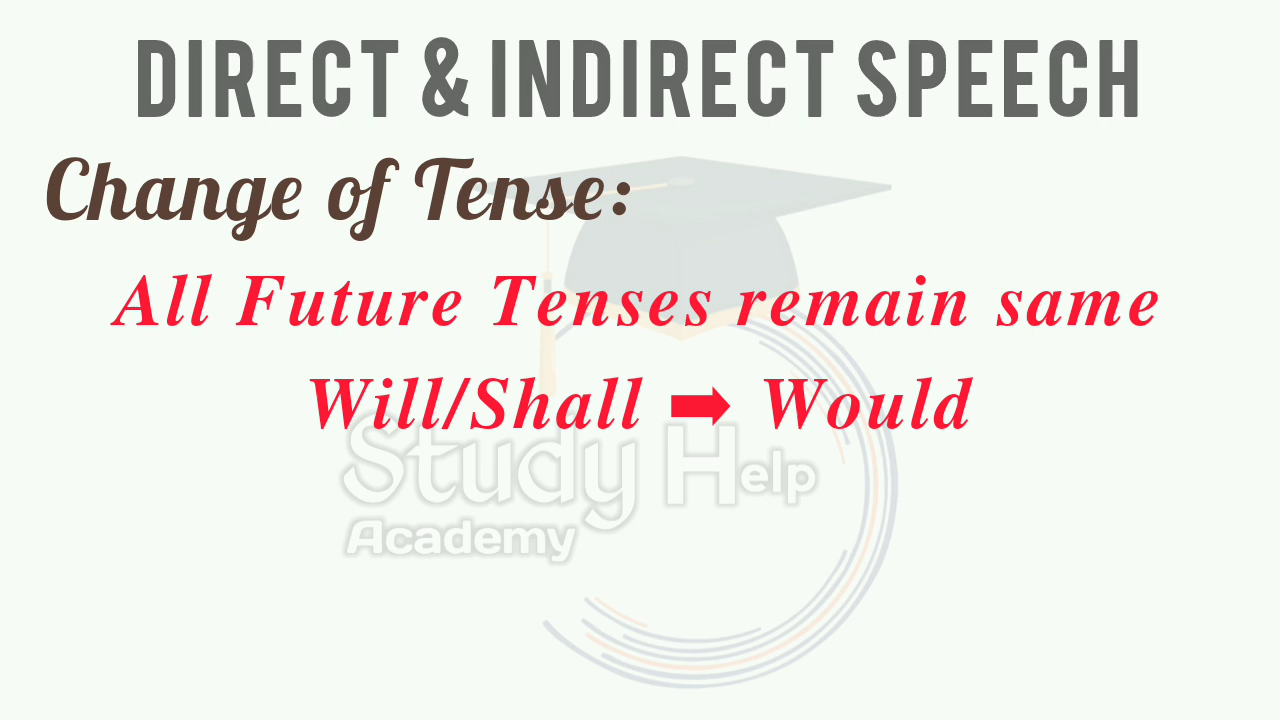 DIRECT & INDIRECT SPEECH
Change of Tense:
All Future Tenses remain same
Will/Shall ➡ Would
Study Help
Academy